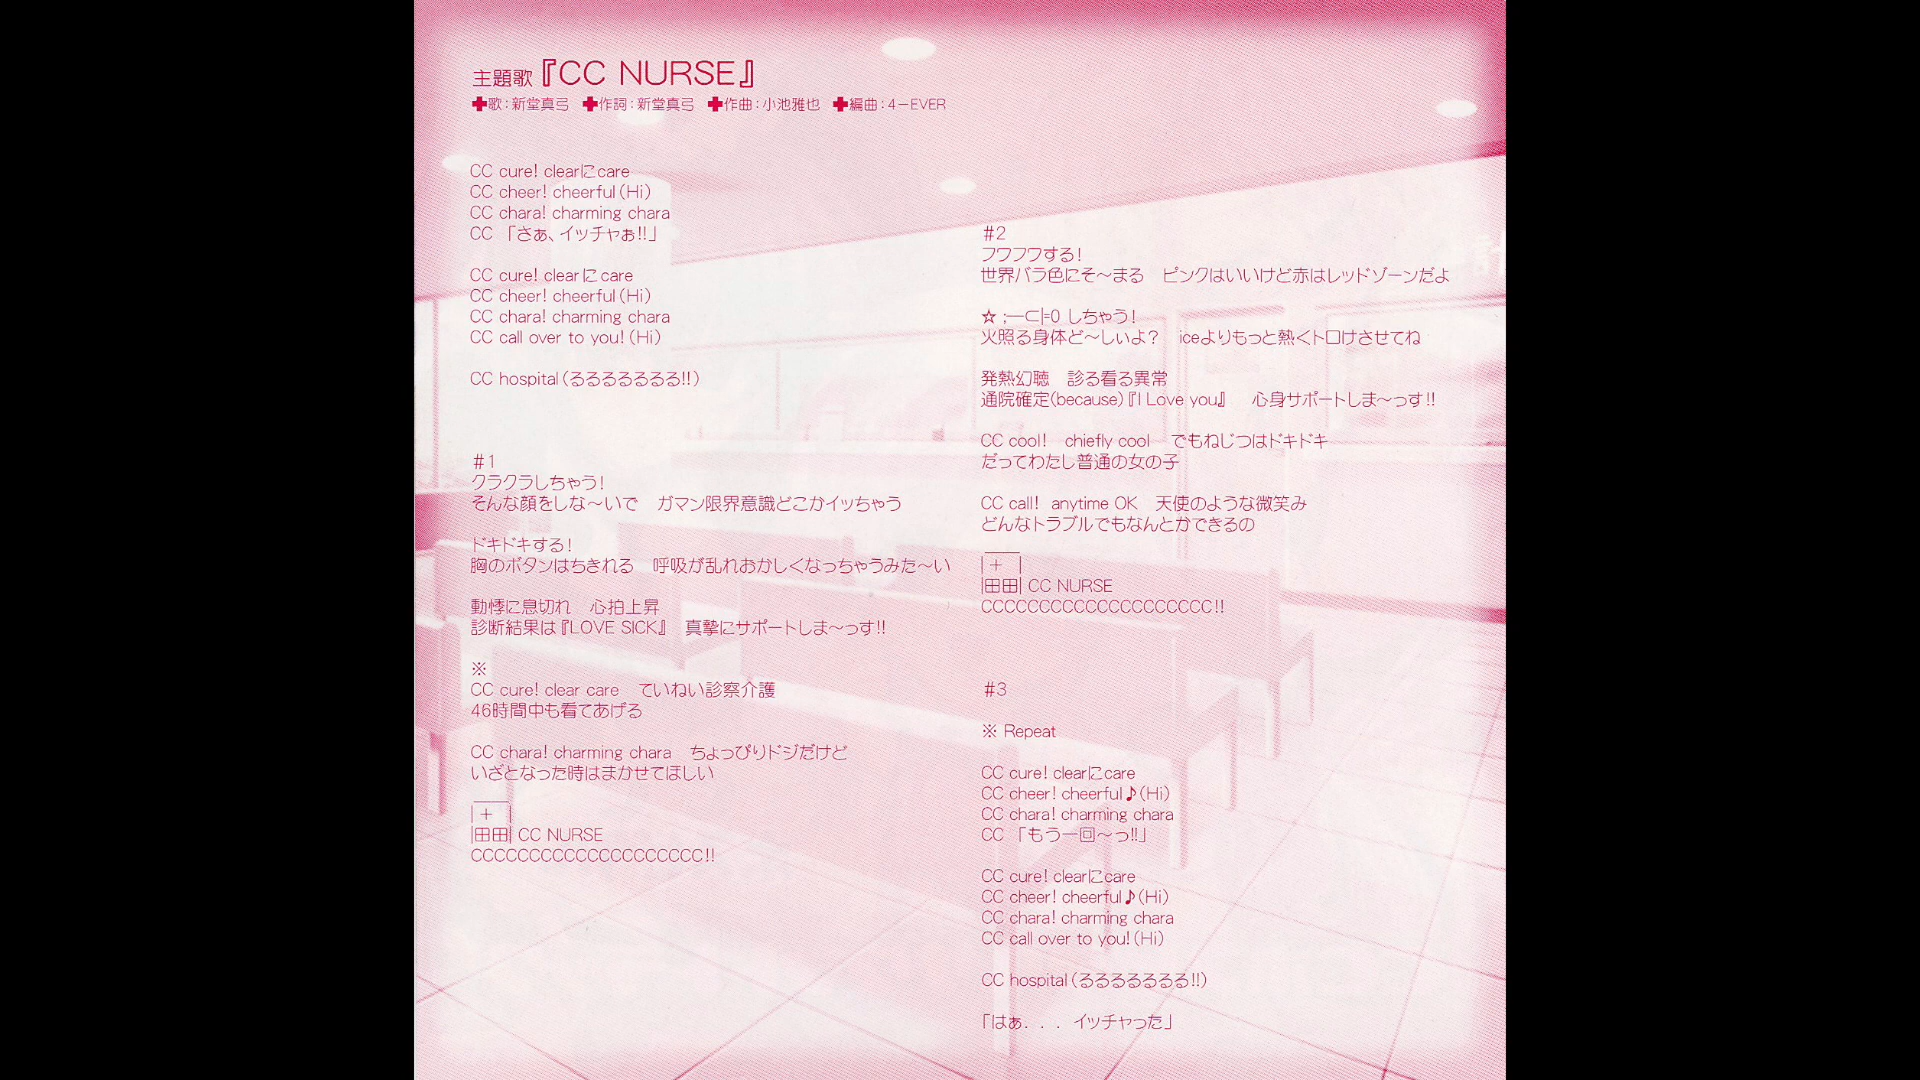 主題歌『CC NURSE』
✚歌：新堂真弓　✚作詞：新堂真弓　✚作曲：小池雅也　✚編曲：4－EVER
CC cure! clearにcare
CC cheer! cheerful（Hi）
CC chara! charming chara
CC 「さぁ、イッチャぁ!!」
CC cure! clearにcare
CC cheer! cheerful（Hi）
CC chara! charming chara
CC call over to you!（Hi）
CC hospital（るるるるるるる!!）
＃1
クラクラしちゃう！
そんな顔をしな～いで　ガマン限界意識どこかイッちゃう
ドキドキする！
胸のボタンはちきれる　呼吸が乱れおかしくなっちゃうみた～い
動悸に息切れ　心拍上昇
診断結果は『LOVE SICK』　真摯にサポートしま～っす!!
※
CC cure! clear care　ていねい診察介護
46時間中も看てあげる
CC chara! charming chara　ちょっぴりドジだけど
いざとなった時はまかせてほしい
|＋|
|田田| CC NURSE
CCCCCCCCCCCCCCCCCCCC!!
＃2
フワフワする！
世界バラ色にそ～まる　ピンクはいいけど赤はレッドゾーンだよ
☆ ;―⊂|=0 しちゃう！
火照る身体ど～しぃよ？　iceよりもっと熱くトロけさせてね
発熱幻聴　診る看る異常
通院確定（because）『I Love you』　心身サポートしま～っす!!
CC cool!　chiefly cool　でもねじつはドキドキ
だってわたし普通の女の子
CC call!　anytime OK　天使のような微笑み
どんなトラブルでもなんとかできるの
|＋|
|田田| CC NURSE
CCCCCCCCCCCCCCCCCCCC!!
＃3
※ Repeat
CC cure! clearにcare
CC cheer! cheerful♪（Hi）
CC chara! charming chara
CC 「もう一回～っ!!」
CC cure! clearにcare
CC cheer! cheerful♪（Hi）
CC chara! charming chara
CC call over to you!（Hi）
CC hospital（るるるるるるる!!）
「はぁ．．．イッチャった」